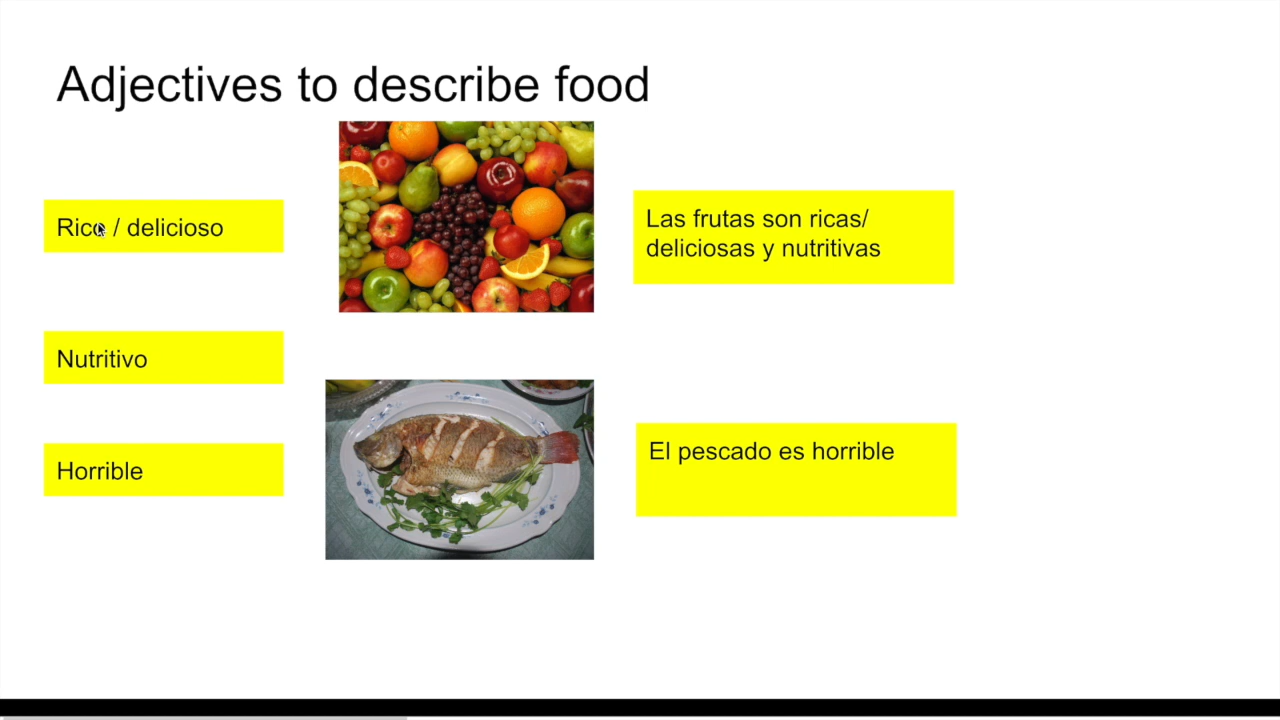 Adjectives to describe food
Rico / delicioso
Las frutas son ricas/
deliciosas y nutritivas
Nutritivo
Horrible
El pescado es horrible